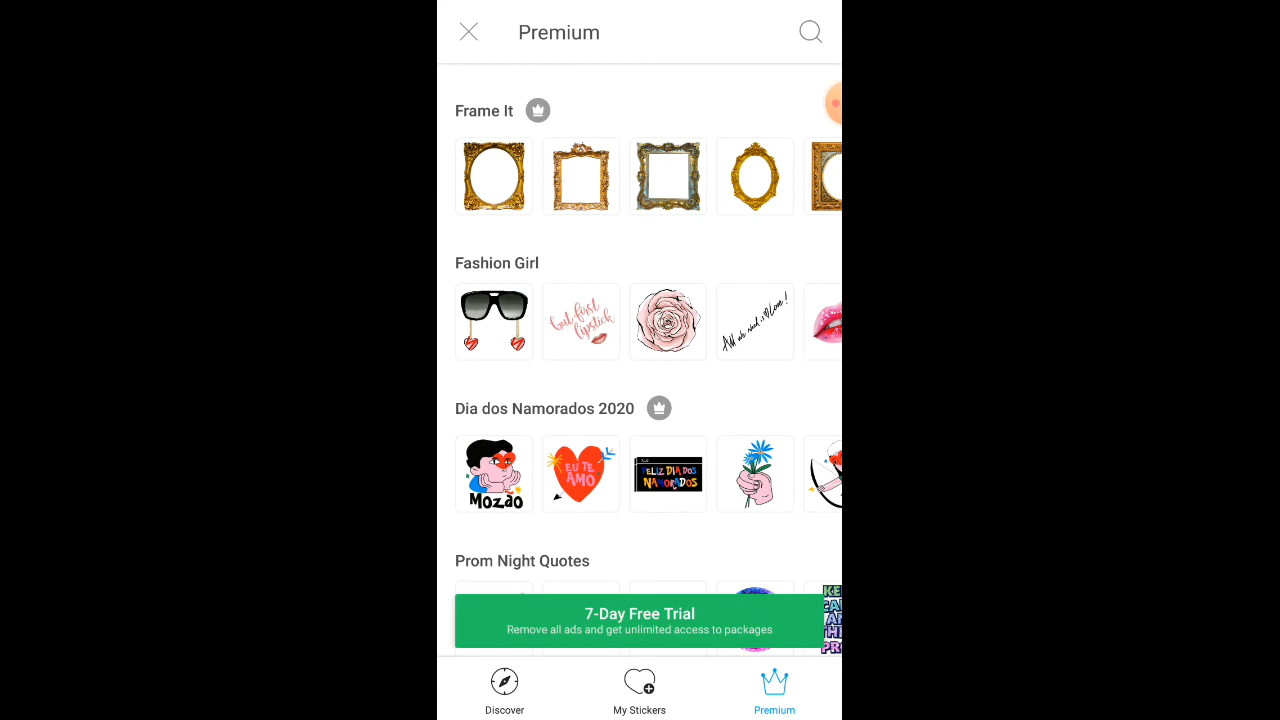 Premium
Frame It
Fashion Girl
but first
lipstick
All we need is Love!
Dia dos Namorados 2020
Mozão
EU TE
AMO
FELIZ DIA DOS
NAMORADOS
Prom Night Quotes
7-Day Free Trial
Remove all ads and get unlimited access to packages
Discover
My Stickers
Premium